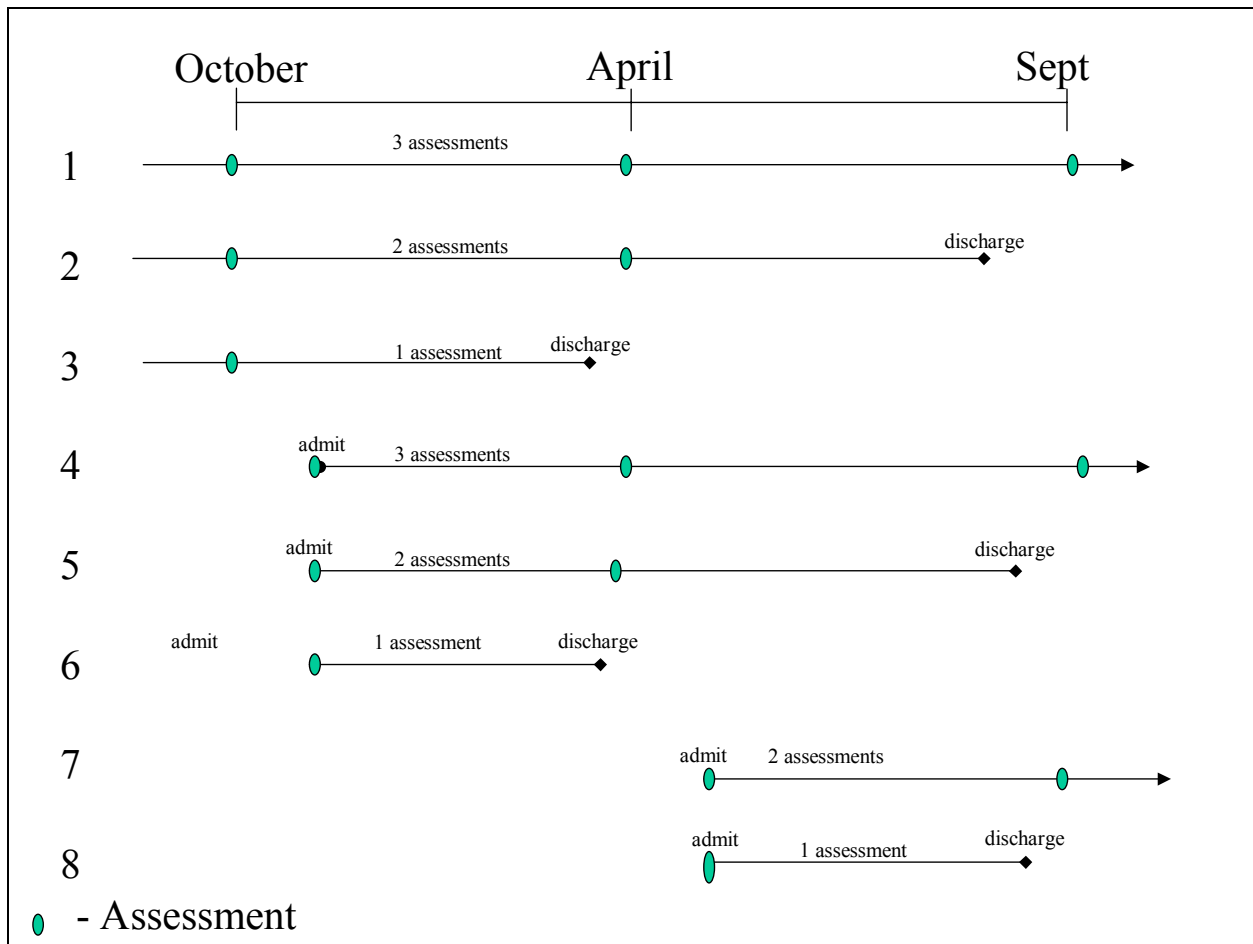 October April Sept
1 3 assessments
2 2 assessments discharge
3 1 assessment discharge
4 admit 3 assessments
5 admit 2 assessments discharge
6 admit 1 assessment discharge
7 admit 2 assessments
8 admit 1 assessment discharge
- Assessment